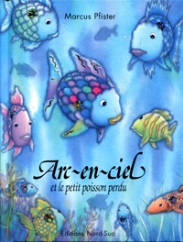 Marcus Pfister
Arc-en-ciel
et le petit poisson perdu
Éditions Nord-Sud